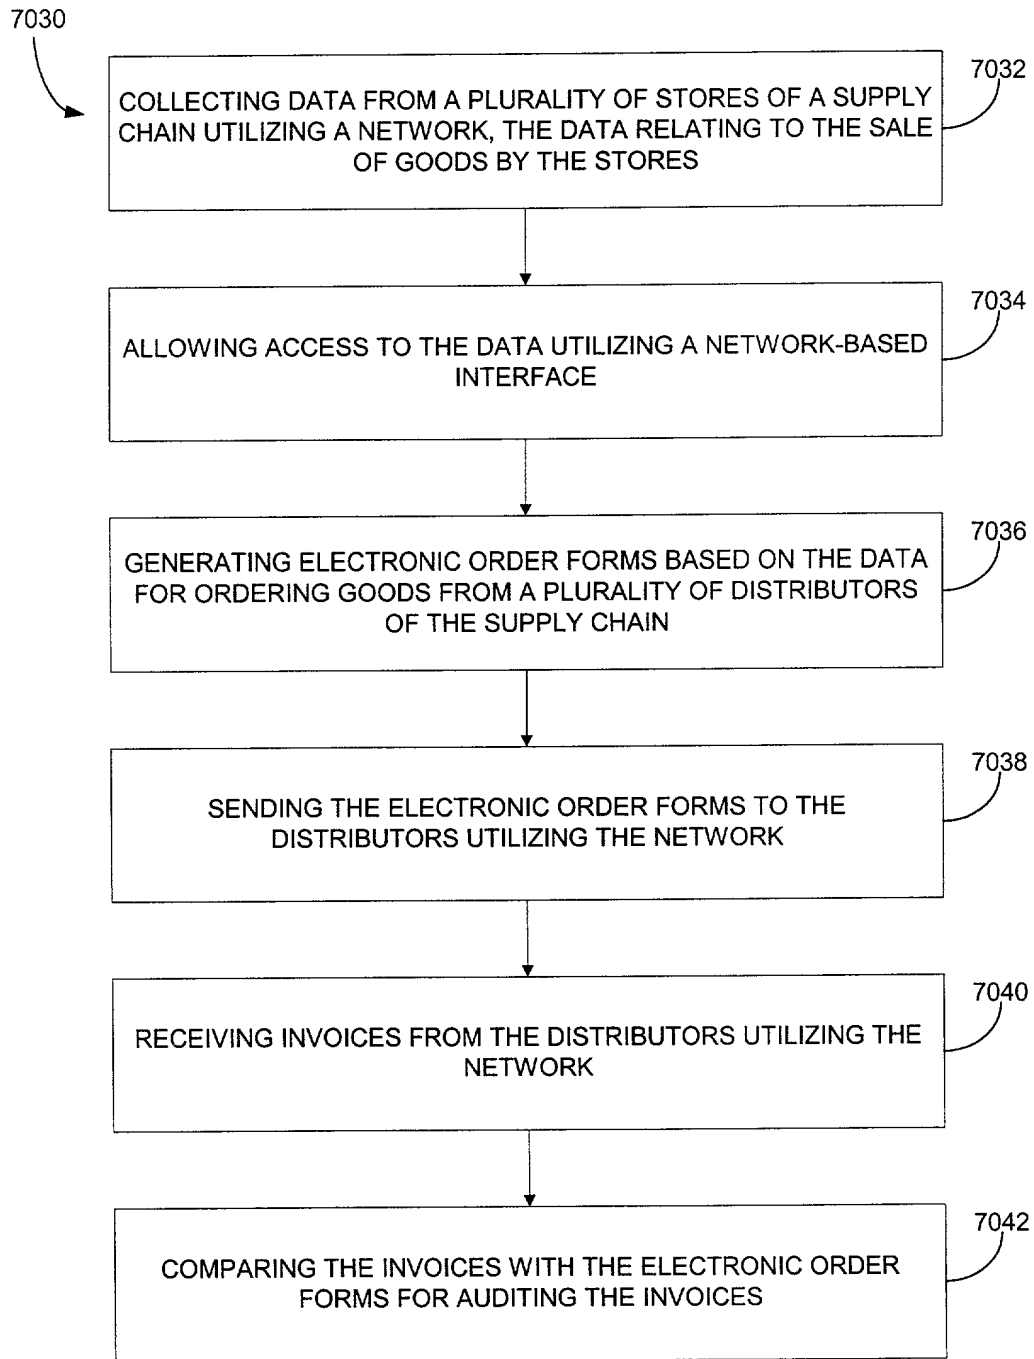 7030
7032
COLLECTING DATA FROM A PLURALITY OF STORES OF A SUPPLY
CHAIN UTILIZING A NETWORK, THE DATA RELATING TO THE SALE
OF GOODS BY THE STORES
7034
ALLOWING ACCESS TO THE DATA UTILIZING A NETWORK-BASED
INTERFACE
7036
GENERATING ELECTRONIC ORDER FORMS BASED ON THE DATA
FOR ORDERING GOODS FROM A PLURALITY OF DISTRIBUTORS
OF THE SUPPLY CHAIN
7038
SENDING THE ELECTRONIC ORDER FORMS TO THE
DISTRIBUTORS UTILIZING THE NETWORK
7040
RECEIVING INVOICES FROM THE DISTRIBUTORS UTILIZING THE
NETWORK
7042
COMPARING THE INVOICES WITH THE ELECTRONIC ORDER
FORMS FOR AUDITING THE INVOICES